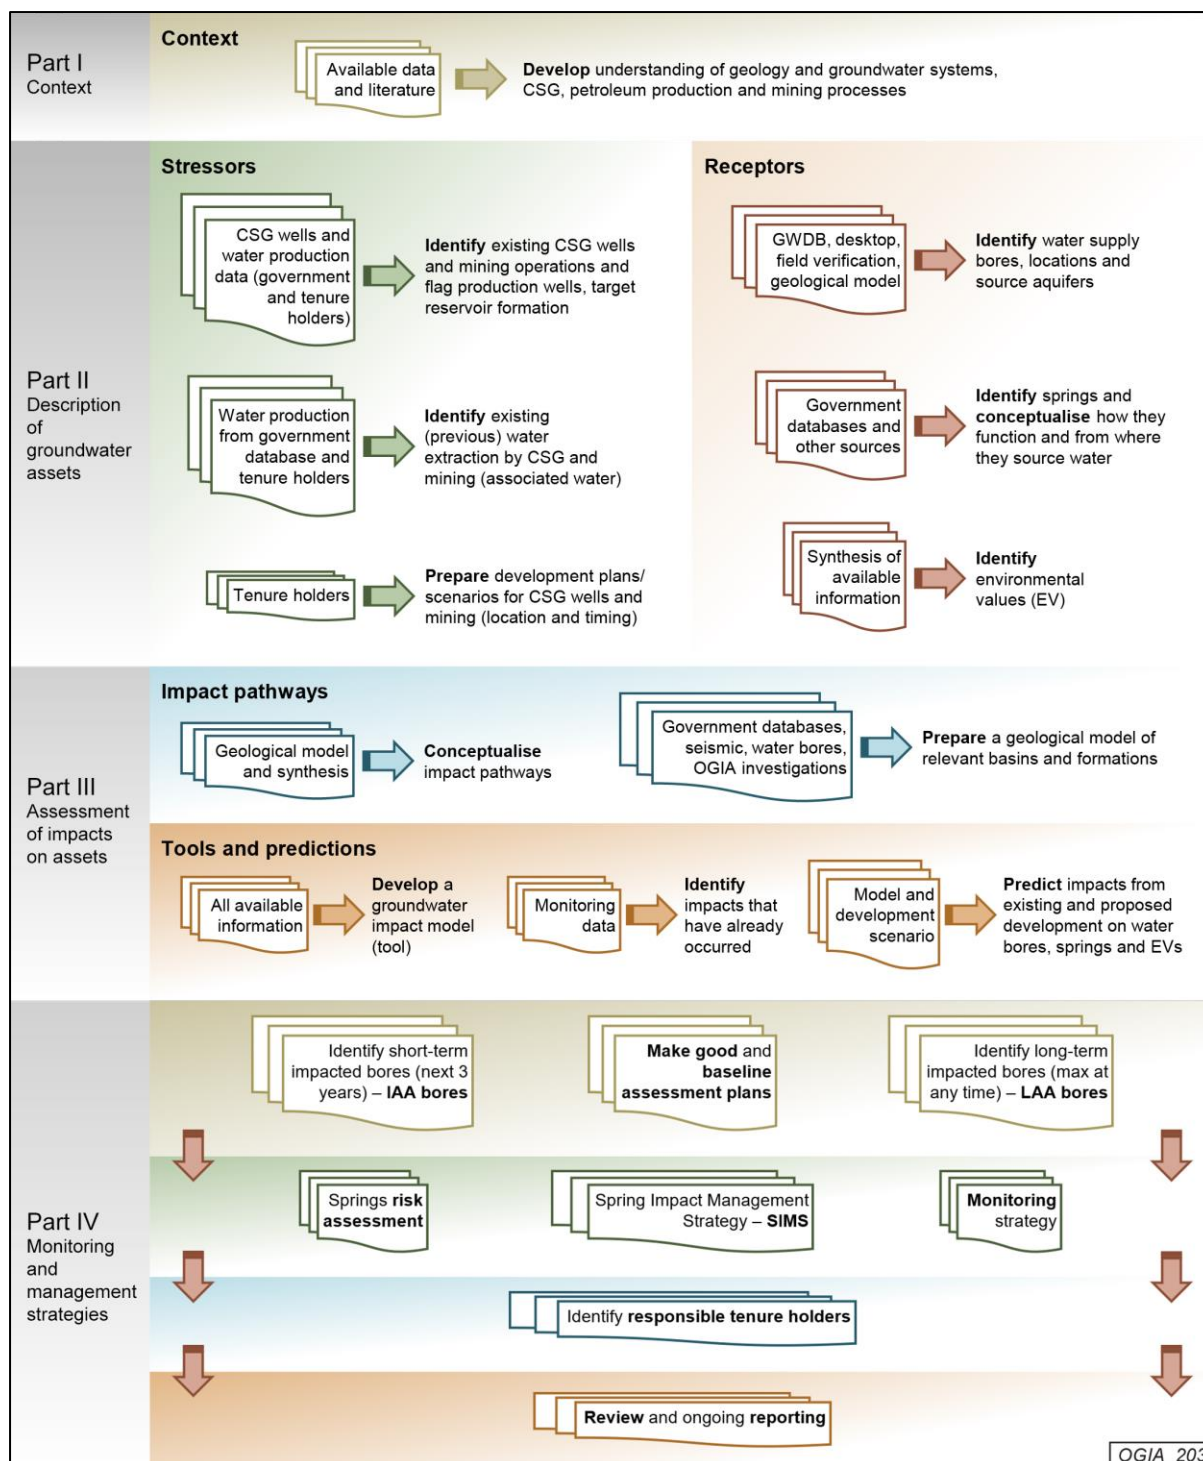 Part I
Context
Context
Available data
and literature
Develop understanding of geology and groundwater systems,
CSG, petroleum production and mining processes
Part II
Description
of
groundwater
assets
Stressors
CSG wells and
water production
data (government
and tenure
holders)
Identify existing CSG wells
and mining operations and
flag production wells, target
reservoir formation
Water production
from government
database and
tenure holders
Identify existing
(previous) water
extraction by CSG and
mining (associated water)
Tenure holders
Prepare development plans/
scenarios for CSG wells and
mining (location and timing)
Receptors
GWDB, desktop,
field verification,
geological model
Identify water supply
bores, locations and
source aquifers
Government
databases and
other sources
Identify springs and
conceptualise how they
function and from where
they source water
Synthesis of
available
information
Identify
environmental
values (EV)
Part III
Assessment
of impacts
on assets
Impact pathways
Geological model
and synthesis
Conceptualise
impact pathways
Government databases,
seismic, water bores,
OGIA investigations
Prepare a geological model of
relevant basins and formations
Tools and predictions
All available
information
Develop a
groundwater
impact model
(tool)
Monitoring
data
Identify
impacts that
have already
occurred
Model and
development
scenario
Predict impacts from
existing and proposed
development on water
bores, springs and EVs
Part IV
Monitoring
and
management
strategies
Identify short-term
impacted bores (next 3
years) – IAA bores
Make good and
baseline
assessment plans
Identify long-term
impacted bores (max at
any time) – LAA bores
Springs risk
assessment
Spring Impact Management
Strategy – SIMS
Monitoring
strategy
Identify responsible tenure holders
Review and ongoing reporting
OGIA_203